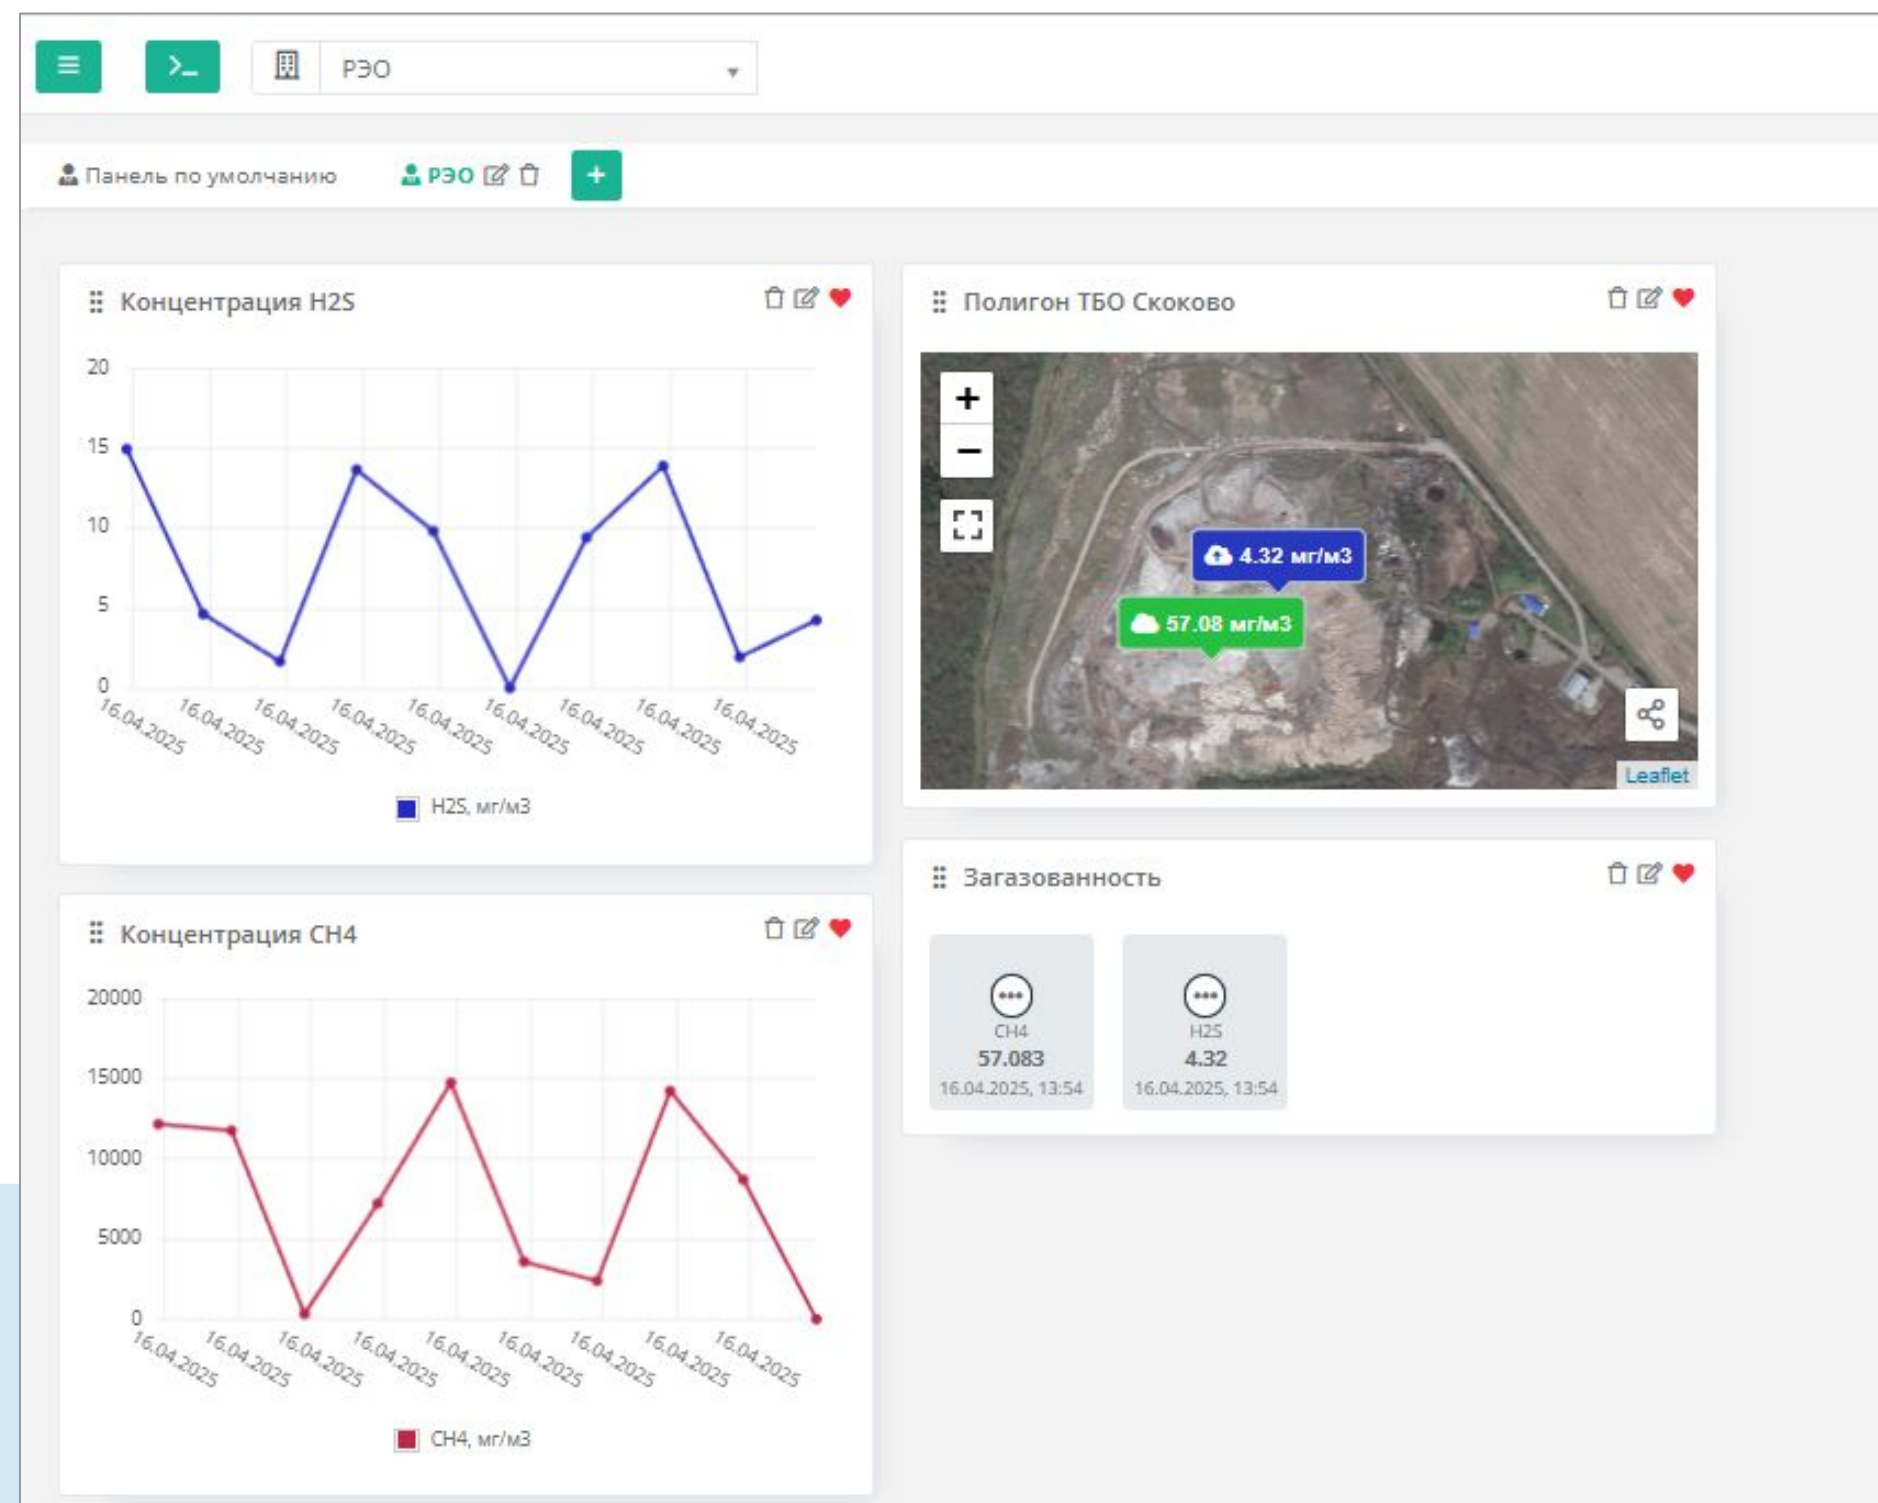 РЭО
Панель по умолчанию
РЭО
Концентрация H2S
20
15
10
5
0
16.04.2025 16.04.2025 16.04.2025 16.04.2025 16.04.2025 16.04.2025 16.04.2025 16.04.2025 16.04.2025
H2S, мг/м3
Полигон ТБО Скоково
+
−
4.32 мг/м3
57.08 мг/м3
Leaflet
Загазованность
CH4
57.083
16.04.2025, 13:54
H2S
4.32
16.04.2025, 13:54
Концентрация CH4
20000
15000
10000
5000
0
16.04.2025 16.04.2025 16.04.2025 16.04.2025 16.04.2025 16.04.2025 16.04.2025 16.04.2025 16.04.2025
CH4, мг/м3